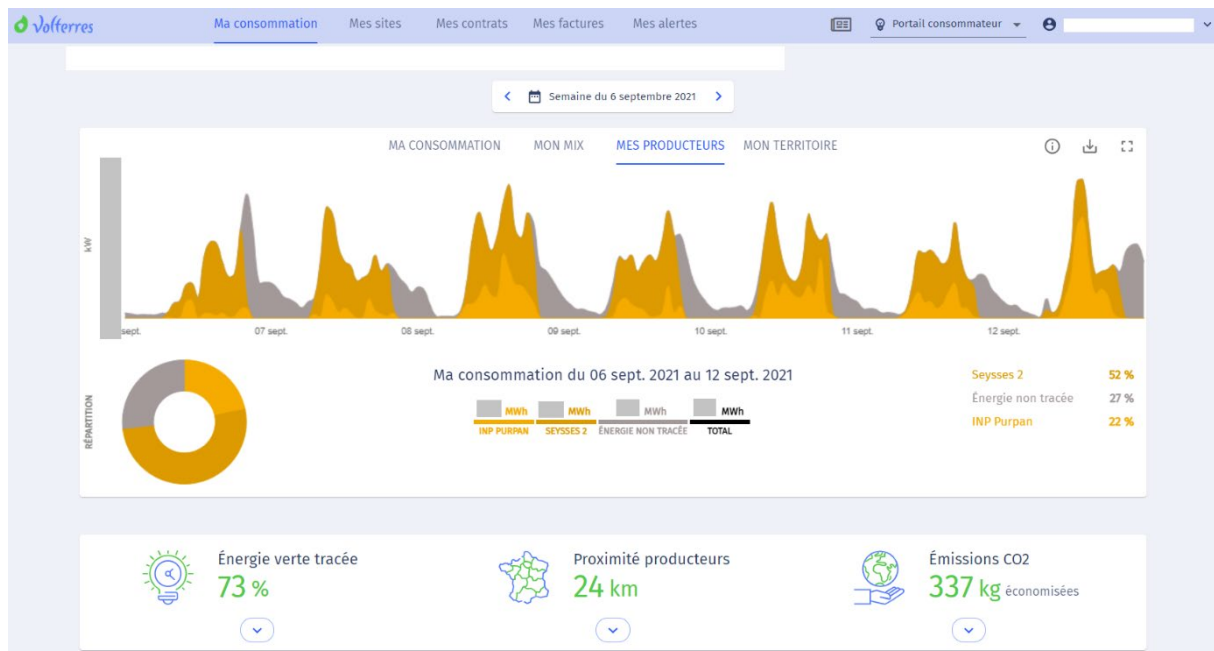 Volterres
Ma consommation Mes sites Mes contrats Mes factures Mes alertes Portail consommateur
Semaine du 6 septembre 2021
MA CONSOMMATION MON MIX MES PRODUCTEURS MON TERRITOIRE
kW
sept. 07 sept. 08 sept. 09 sept. 10 sept. 11 sept. 12 sept.
RÉPARTITION
Ma consommation du 06 sept. 2021 au 12 sept. 2021
MWh MWh MWh MWh
INP PURPAN SEYSSES 2 ÉNERGIE NON TRACÉE TOTAL
Seysses 2 52 %
Énergie non tracée 27 %
INP Purpan 22 %
Énergie verte tracée
73 %
Proximité producteurs
24 km
Émissions CO2
337 kg économisées